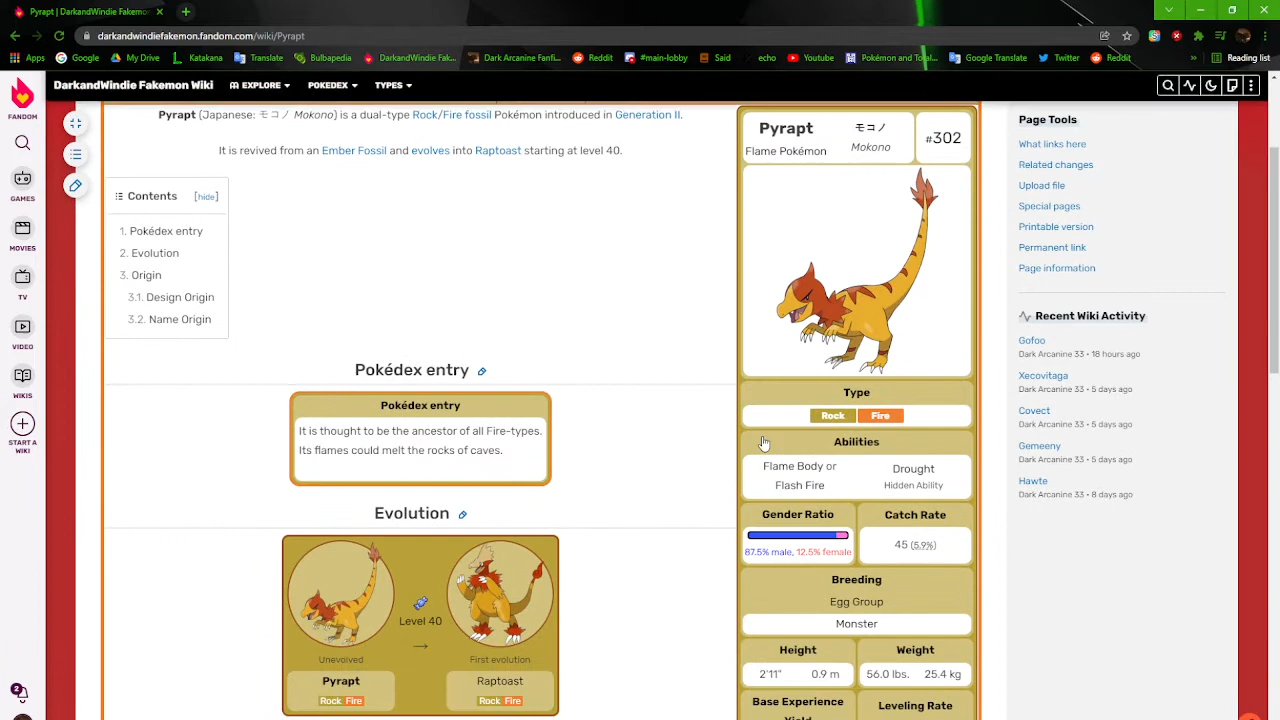 Pyrapt | DarkandWindie Fakemo
darkandwindiefakemon.fandom.com/wiki/Pyrapt
Apps Google My Drive Katakana Translate Bulbapedia DarkandWindie Fak... Dark Arcanine Fanfi... Reddit #main-lobby Said echo YouTube Pokémon and Tou... Google Translate Twitter Reddit » Reading list
FANDOM
GAMES
MOVIES
TV
VIDEO
WIKIS
START A
WIKI
2
DarkandWindie Fakemon Wiki EXPLORE POKEDEX TYPES
Pyrapt (Japanese: モコノ Mokono) is a dual-type Rock/Fire fossil Pokémon introduced in Generation II.
It is revived from an Ember Fossil and evolves into Raptoast starting at level 40.
Contents [hide]
1. Pokédex entry
2. Evolution
3. Origin
3.1. Design Origin
3.2. Name Origin
Pokédex entry
Pokédex entry
It is thought to be the ancestor of all Fire-types.
Its flames could melt the rocks of caves.
Evolution
Level 40
→
Unevolved
Pyrapt
Rock Fire
First evolution
Raptoast
Rock Fire
Pyrapt
Flame Pokémon
モコノ
Mokono
#302
Type
Rock Fire
Abilities
Flame Body or
Flash Fire
Drought
Hidden Ability
Gender Ratio
87.5% male, 12.5% female
Catch Rate
45 (5.9%)
Breeding
Egg Group
Monster
Height
2'11" 0.9 m
Weight
56.0 lbs. 25.4 kg
Base Experience
Yield
Leveling Rate
Page Tools
What links here
Related changes
Upload file
Special pages
Printable version
Permanent link
Page information
Recent Wiki Activity
Gofoo
Dark Arcanine 33 • 18 hours ago
Xecovitaga
Dark Arcanine 33 • 5 days ago
Covect
Dark Arcanine 33 • 5 days ago
Gemeeny
Dark Arcanine 33 • 5 days ago
Hawte
Dark Arcanine 33 • 8 days ago